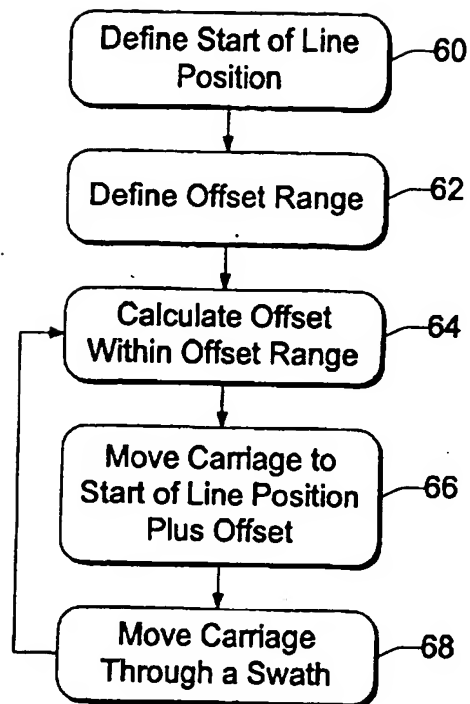 Define Start of Line
Position
60
Define Offset Range
62
Calculate Offset
Within Offset Range
64
Move Carriage to
Start of Line Position
Plus Offset
66
Move Carriage
Through a Swath
68